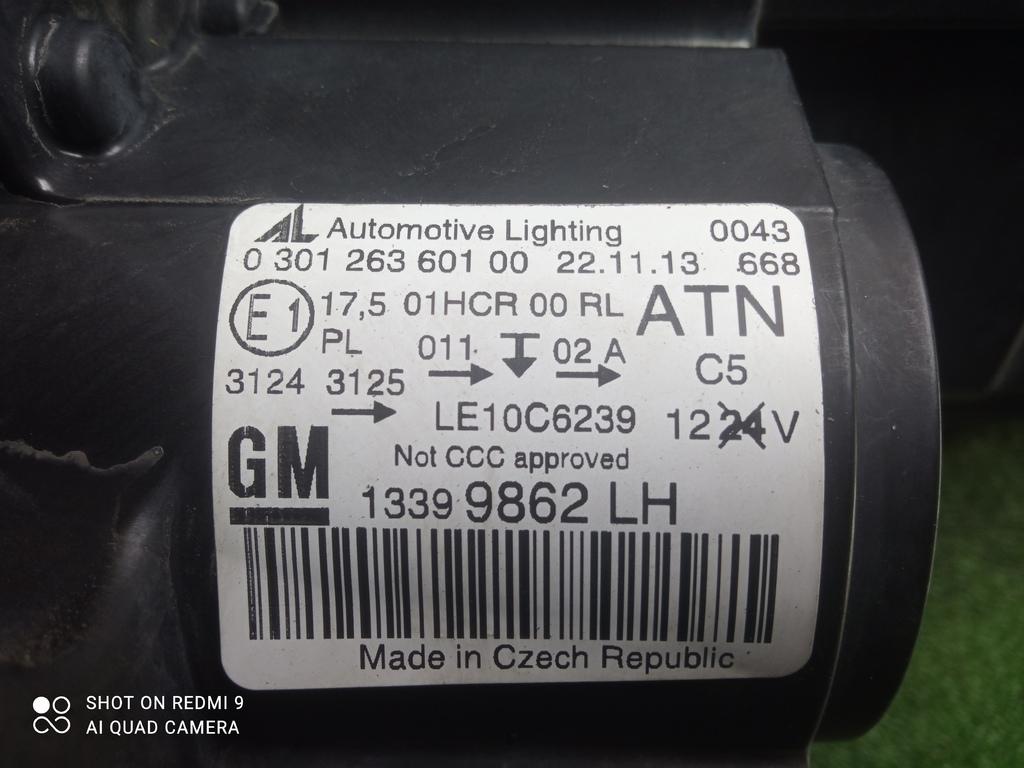 AL Automotive Lighting 0043
0 301 263 601 00 22.11.13 668
E1 17,5 01HCR 00 RL ATN
PL 011 02 A C5
3124 3125
LE10C6239 12 24 V
Not CCC approved
GM
1339 9862 LH
Made in Czech Republic
SHOT ON REDMI 9
AI QUAD CAMERA